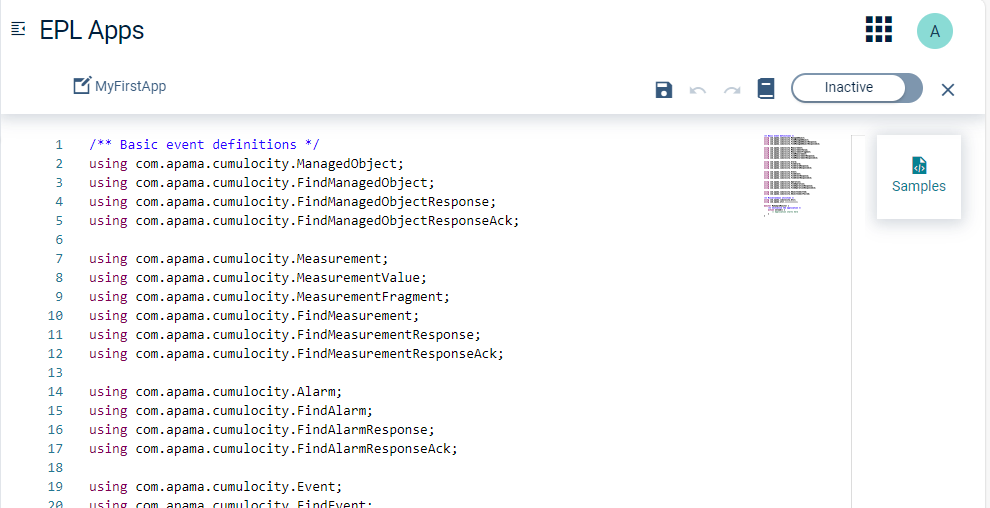 EPL Apps
A
MyFirstApp
Inactive
1 /** Basic event definitions */
2 using com.apama.cumulocity.ManagedObject;
3 using com.apama.cumulocity.FindManagedObject;
4 using com.apama.cumulocity.FindManagedObjectResponse;
5 using com.apama.cumulocity.FindManagedObjectResponseAck;
6
7 using com.apama.cumulocity.Measurement;
8 using com.apama.cumulocity.MeasurementValue;
9 using com.apama.cumulocity.MeasurementFragment;
10 using com.apama.cumulocity.FindMeasurement;
11 using com.apama.cumulocity.FindMeasurementResponse;
12 using com.apama.cumulocity.FindMeasurementResponseAck;
13
14 using com.apama.cumulocity.Alarm;
15 using com.apama.cumulocity.FindAlarm;
16 using com.apama.cumulocity.FindAlarmResponse;
17 using com.apama.cumulocity.FindAlarmResponseAck;
18
19 using com.apama.cumulocity.Event;
20 using com.apama.cumulocity.FindEvent;
Samples